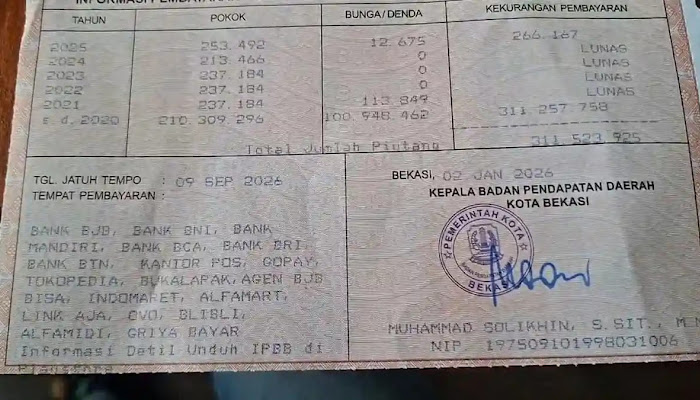 INFORMASI PEMBAYARAN
TAHUN POKOK BUNGA/DENDA KEKURANGAN PEMBAYARAN
2025 253.492 12.675 266.167
2024 213.466 0 LUNAS
2023 237.184 0 LUNAS
2022 237.184 0 LUNAS
2021 237.184 113.849 LUNAS
s.d.2020 210.309.296 100.948.462 311.257.758
Total Jumlah Piutang 311.523.925
TGL. JATUH TEMPO : 09 SEP 2026
TEMPAT PEMBAYARAN :
BANK BJB, BANK BNI, BANK
MANDIRI, BANK BCA, BANK BRI,
BANK BTN, KANTOR POS, GOPAY,
TOKOPEDIA, BUKALAPAK,AGEN BJB
BISA, INDOMARET, ALFAMART,
LINK AJA, OVO, BLIBLI,
ALFAMIDI, GRIYA BAYAR
Informasi Detil Unduh IPBB di
BEKASI, 02 JAN 2026
KEPALA BADAN PENDAPATAN DAERAH
KOTA BEKASI
PEMERINTAH KOTA
BEKASI
MUHAMMAD SOLIKHIN, S.SIT.,
NIP 197509101998031006